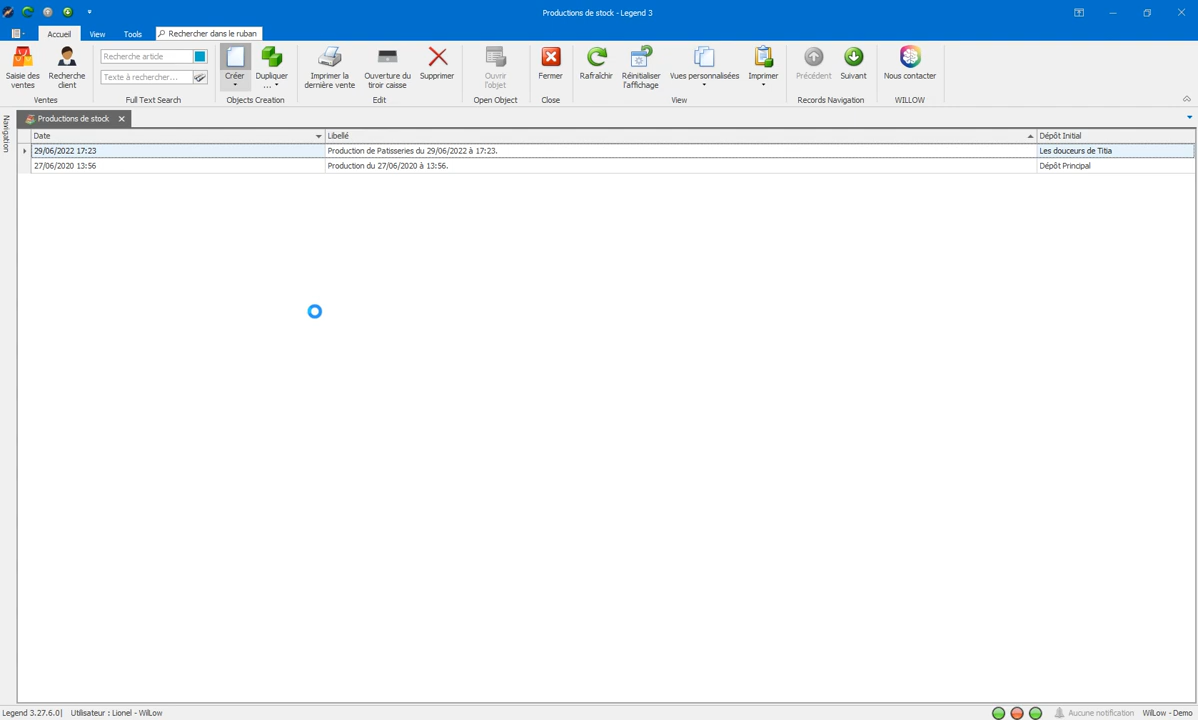 Productions de stock - Legend 3
Accueil View Tools Rechercher dans le ruban
Saisie des ventes
Recherche client
Recherche article
Texte à rechercher...
Créer
Dupliquer ...
Imprimer la dernière vente
Ouverture du tiroir caisse
Supprimer
Ouvrir l'objet
Fermer
Rafraîchir
Réinitialiser l'affichage
Vues personnalisées
Imprimer
Précédent
Suivant
Nous contacter
Ventes Full Text Search Objects Creation Edit Open Object Close View Records Navigation WILLOW
Navigation
Productions de stock
Date Libellé Dépôt Initial
29/06/2022 17:23 Production de Patisseries du 29/06/2022 à 17:23. Les douceurs de Titia
27/06/2020 13:56 Production du 27/06/2020 à 13:56. Dépôt Principal
Legend 3.27.6.0| Utilisateur : Lionel - WilLow Aucune notification WilLow - Demo